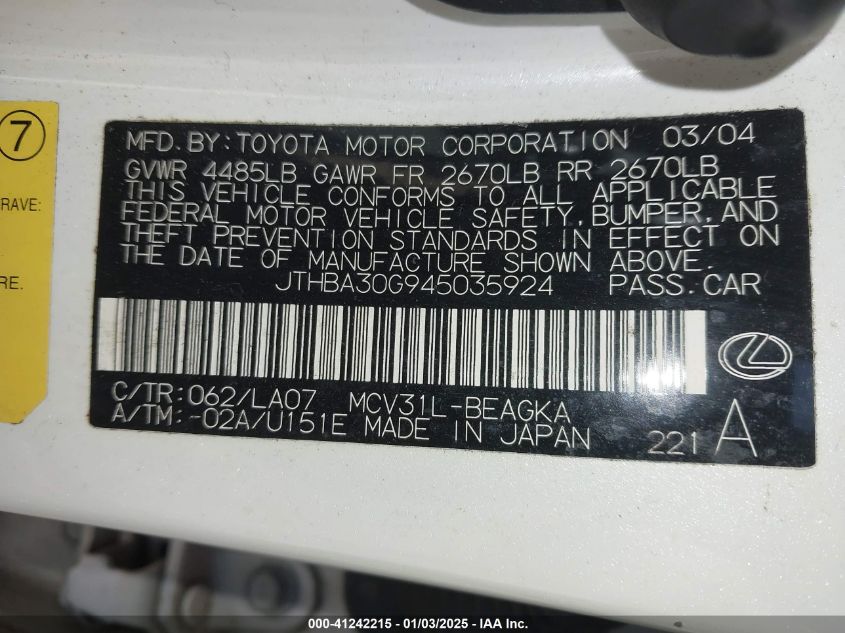 7
RAVE:
RE.
MFD. BY: TOYOTA MOTOR CORPORATION 03/04
GVWR 4485LB GAWR FR 2670LB RR 2670LB
THIS VEHICLE CONFORMS TO ALL APPLICABLE
FEDERAL MOTOR VEHICLE SAFETY, BUMPER, AND
THEFT PREVENTION STANDARDS IN EFFECT ON
THE DATE OF MANUFACTURE SHOWN ABOVE.
JTHBA30G945035924 PASS. CAR
C/TR: 062/LA07 MCV31L-BEAGKA
A/TM: -02A/U151E MADE IN JAPAN 221 A
000-41242215 - 01/03/2025 - IAA Inc.